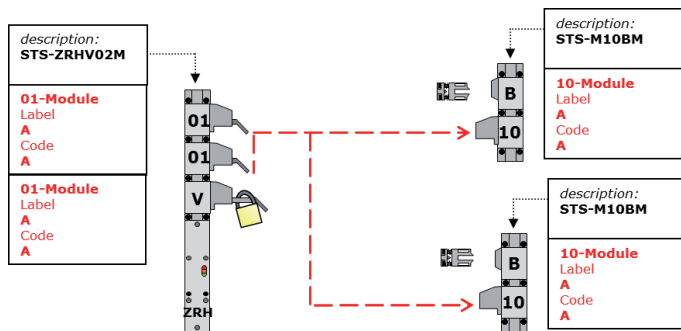 description:
STS-ZRHV02M
01-Module
Label
A
Code
A
01-Module
Label
A
Code
A
01
01
V
ZRH
B
10
description:
STS-M10BM
10-Module
Label
A
Code
A
B
10
description:
STS-M10BM
10-Module
Label
A
Code
A